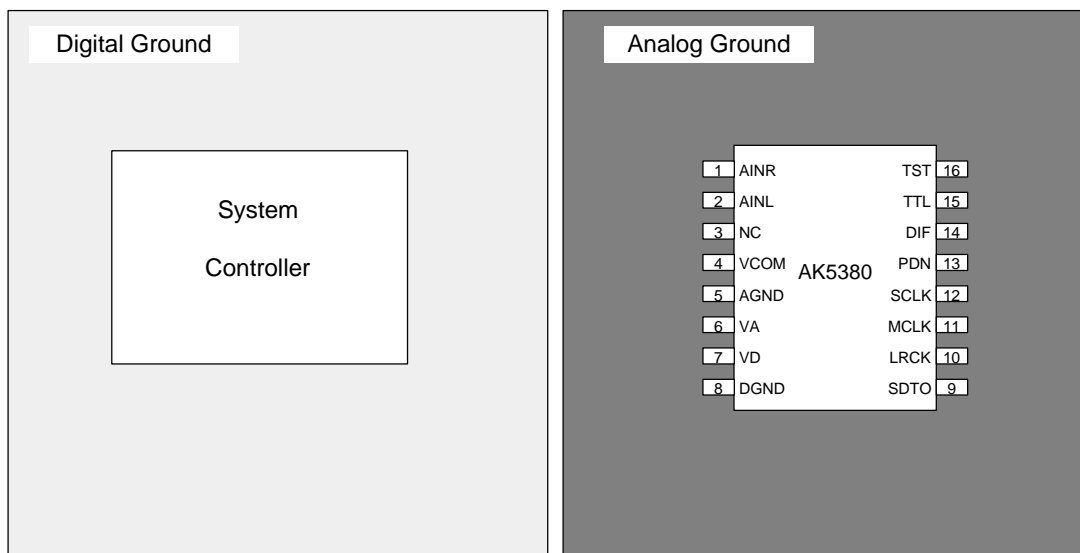 Digital Ground
System
Controller
Analog Ground
1 AINR TST 16
2 AINL TTL 15
3 NC DIF 14
4 VCOM PDN 13
AK5380
5 AGND SCLK 12
6 VA MCLK 11
7 VD LRCK 10
8 DGND SDTO 9